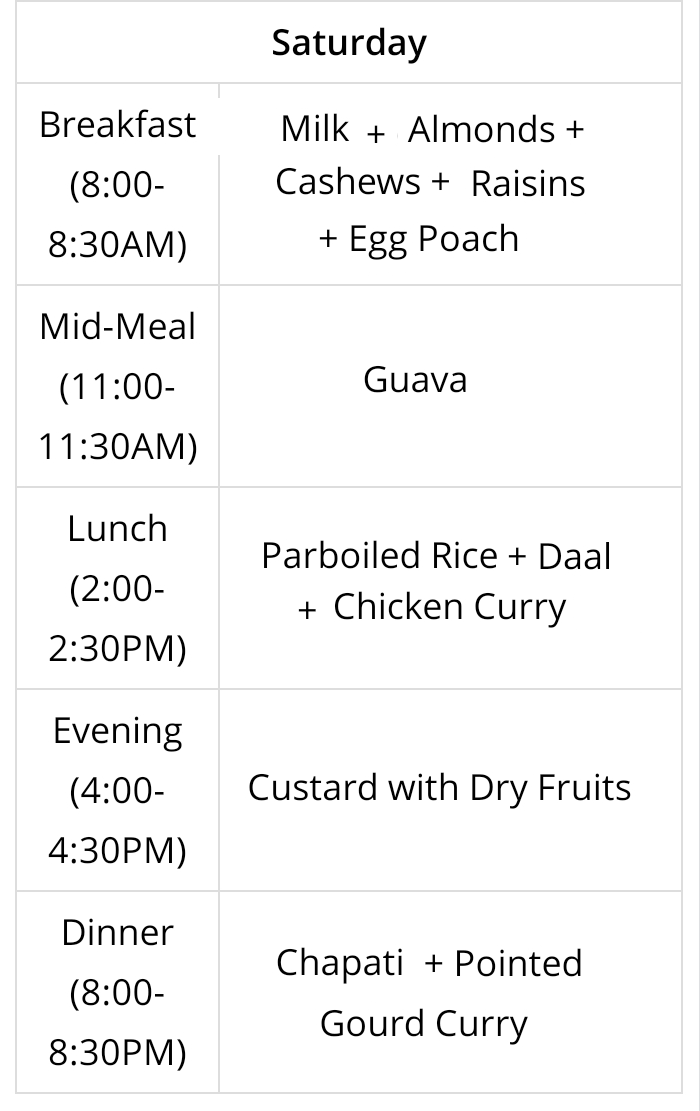 Saturday
Breakfast
(8:00-
8:30AM)
Milk + Almonds +
Cashews + Raisins
+ Egg Poach
Mid-Meal
(11:00-
11:30AM)
Guava
Lunch
(2:00-
2:30PM)
Parboiled Rice + Daal
+ Chicken Curry
Evening
(4:00-
4:30PM)
Custard with Dry Fruits
Dinner
(8:00-
8:30PM)
Chapati + Pointed
Gourd Curry